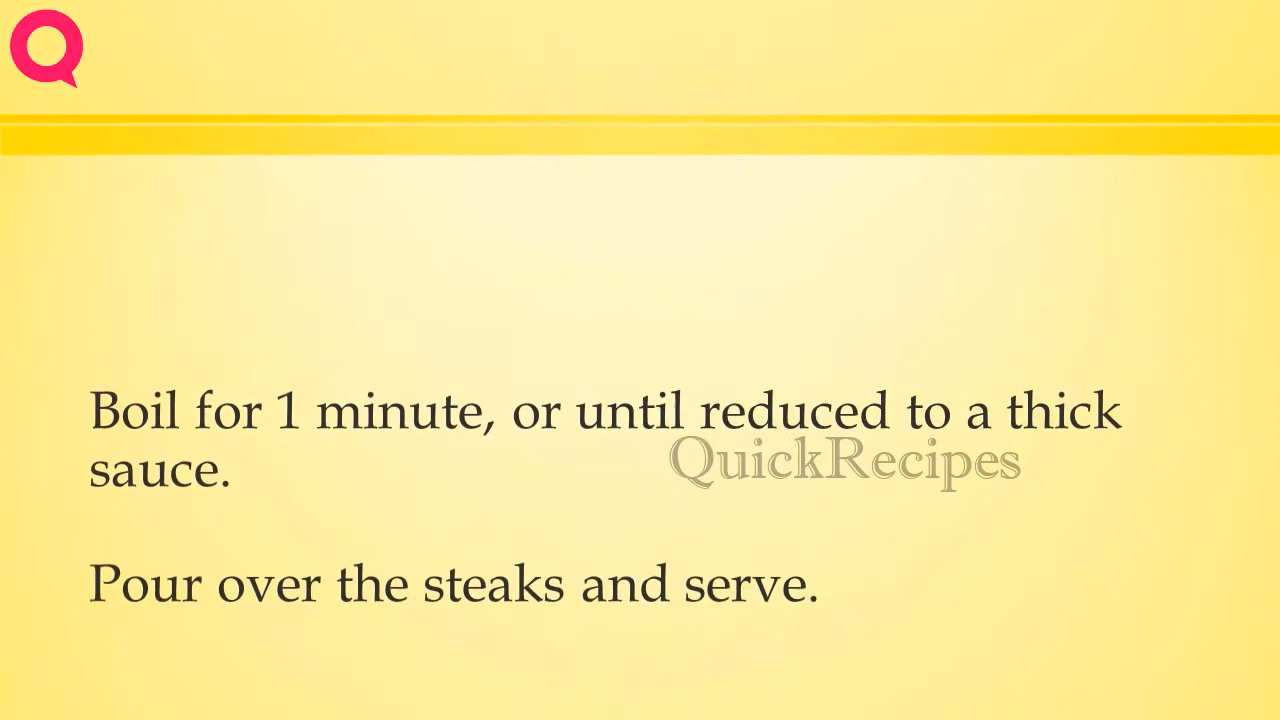 Boil for 1 minute, or until reduced to a thick
sauce.
QuickRecipes
Pour over the steaks and serve.